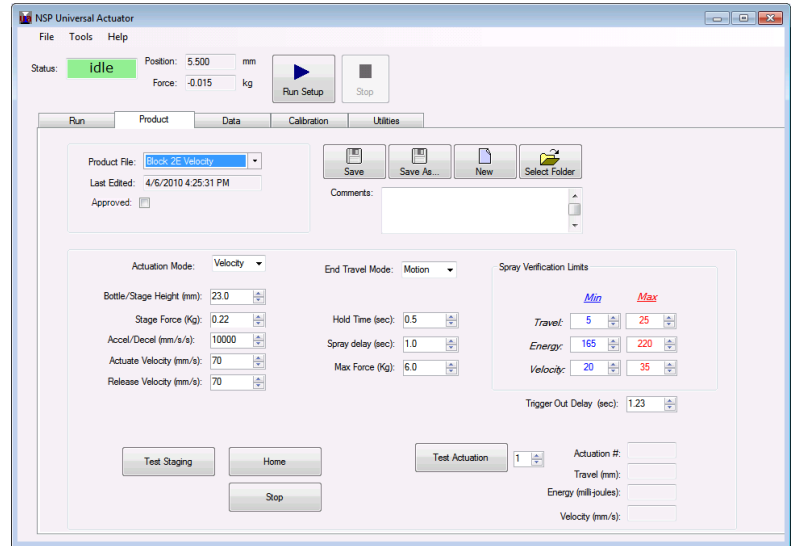 NSP Universal Actuator
File Tools Help
Status: idle Position: 5.500 mm
Force: -0.015 kg
Run Setup Stop
Run Product Data Calibration Utilities
Product File: Block 2E Velocity
Last Edited: 4/6/2010 4:25:31 PM
Approved:
Save Save As... New Select Folder
Comments:
Actuation Mode: Velocity
Bottle/Stage Height (mm): 23.0
Stage Force (Kg): 0.22
Accel/Decel (mm/s/s): 10000
Actuate Velocity (mm/s): 70
Release Velocity (mm/s): 70
End Travel Mode: Motion
Hold Time (sec): 0.5
Spray delay (sec): 1.0
Max Force (Kg): 6.0
Spray Verification Limits
Min Max
Travel: 5 25
Energy: 165 220
Velocity: 20 35
Trigger Out Delay (sec): 1.23
Test Staging Home
Stop
Test Actuation 1
Actuation #:
Travel (mm):
Energy (milli-joules):
Velocity (mm/s):